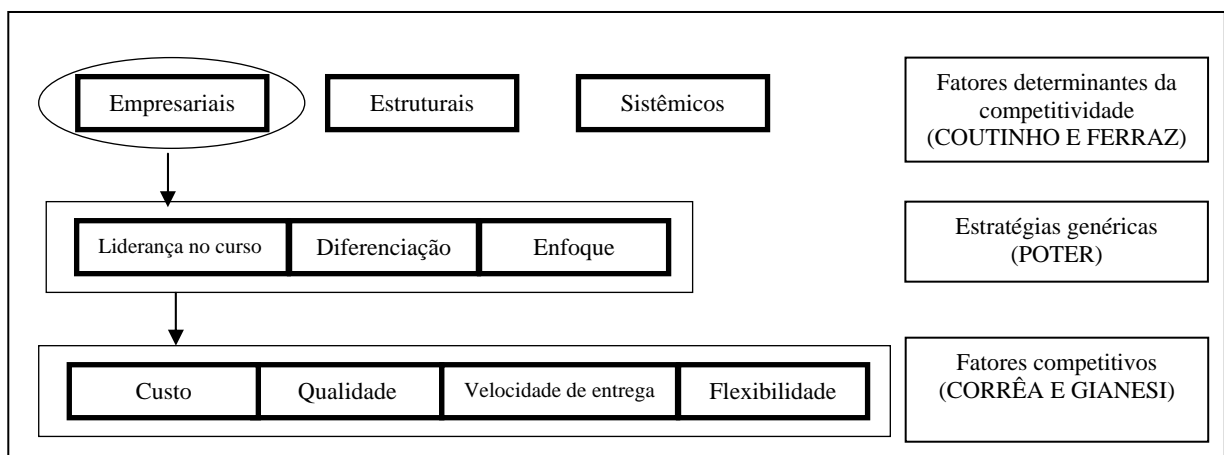 Empresariais
Estruturais
Sistêmicos
Fatores determinantes da
competitividade
(COUTINHO E FERRAZ)
Liderança no curso
Diferenciação
Enfoque
Estratégias genéricas
(POTER)
Custo
Qualidade
Velocidade de entrega
Flexibilidade
Fatores competitivos
(CORRÊA E GIANESI)